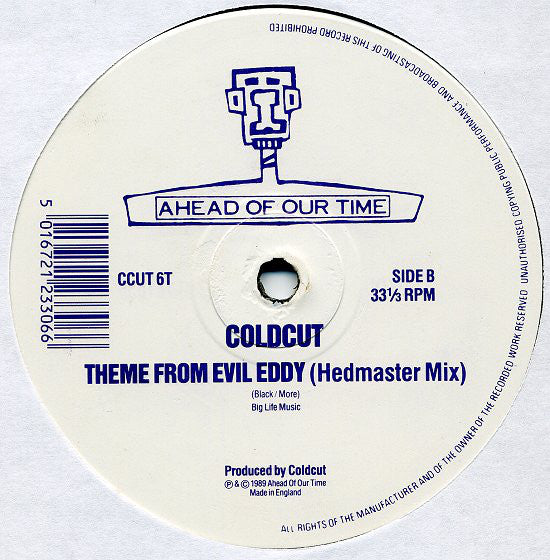 AHEAD OF OUR TIME
5 016721 233066
CCUT 6T
SIDE B
33⅓ RPM
COLDCUT
THEME FROM EVIL EDDY (Hedmaster Mix)
(Black / More)
Big Life Music
Produced by Coldcut
℗ & © 1989 Ahead Of Our Time
Made in England
ALL RIGHTS OF THE MANUFACTURER AND OF THE OWNER OF THE RECORDED WORK RESERVED UNAUTHORISED COPYING PUBLIC PERFORMANCE AND BROADCASTING OF THIS RECORD PROHIBITED